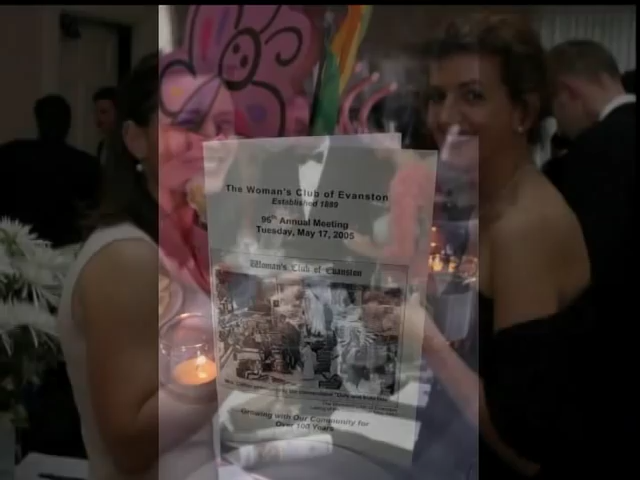 The Woman's Club of Evanston
Established 1889
96th Annual Meeting
Tuesday, May 17, 2005
Woman's Club of Evanston
Growing with Our Community for
Over 100 Years